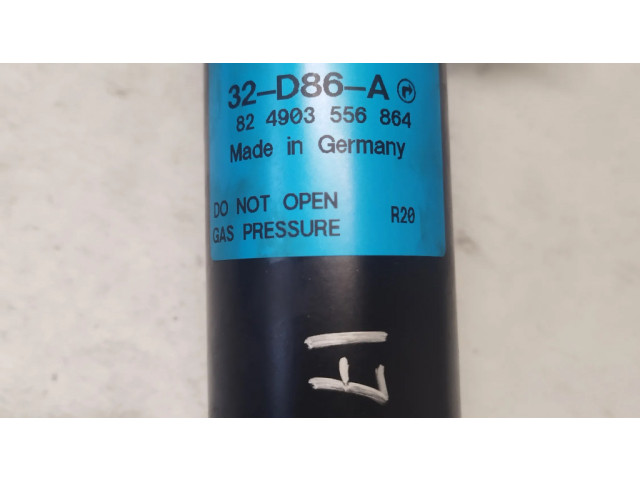 32-D86-A
82 4903 556 864
Made in Germany
DO NOT OPEN
GAS PRESSURE R20